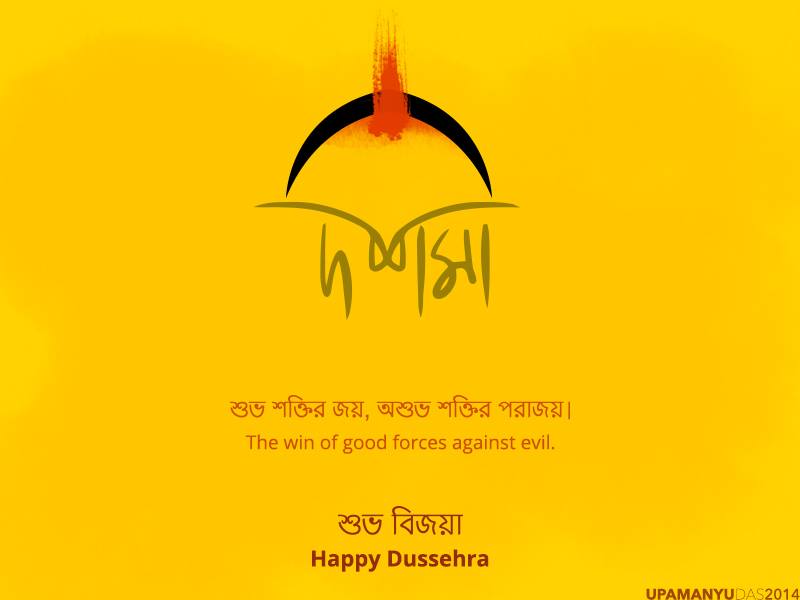 দশমী
শুভ শক্তির জয়, অশুভ শক্তির পরাজয়।
The win of good forces against evil.
শুভ বিজয়া
Happy Dussehra
UPAMANYUDAS2014